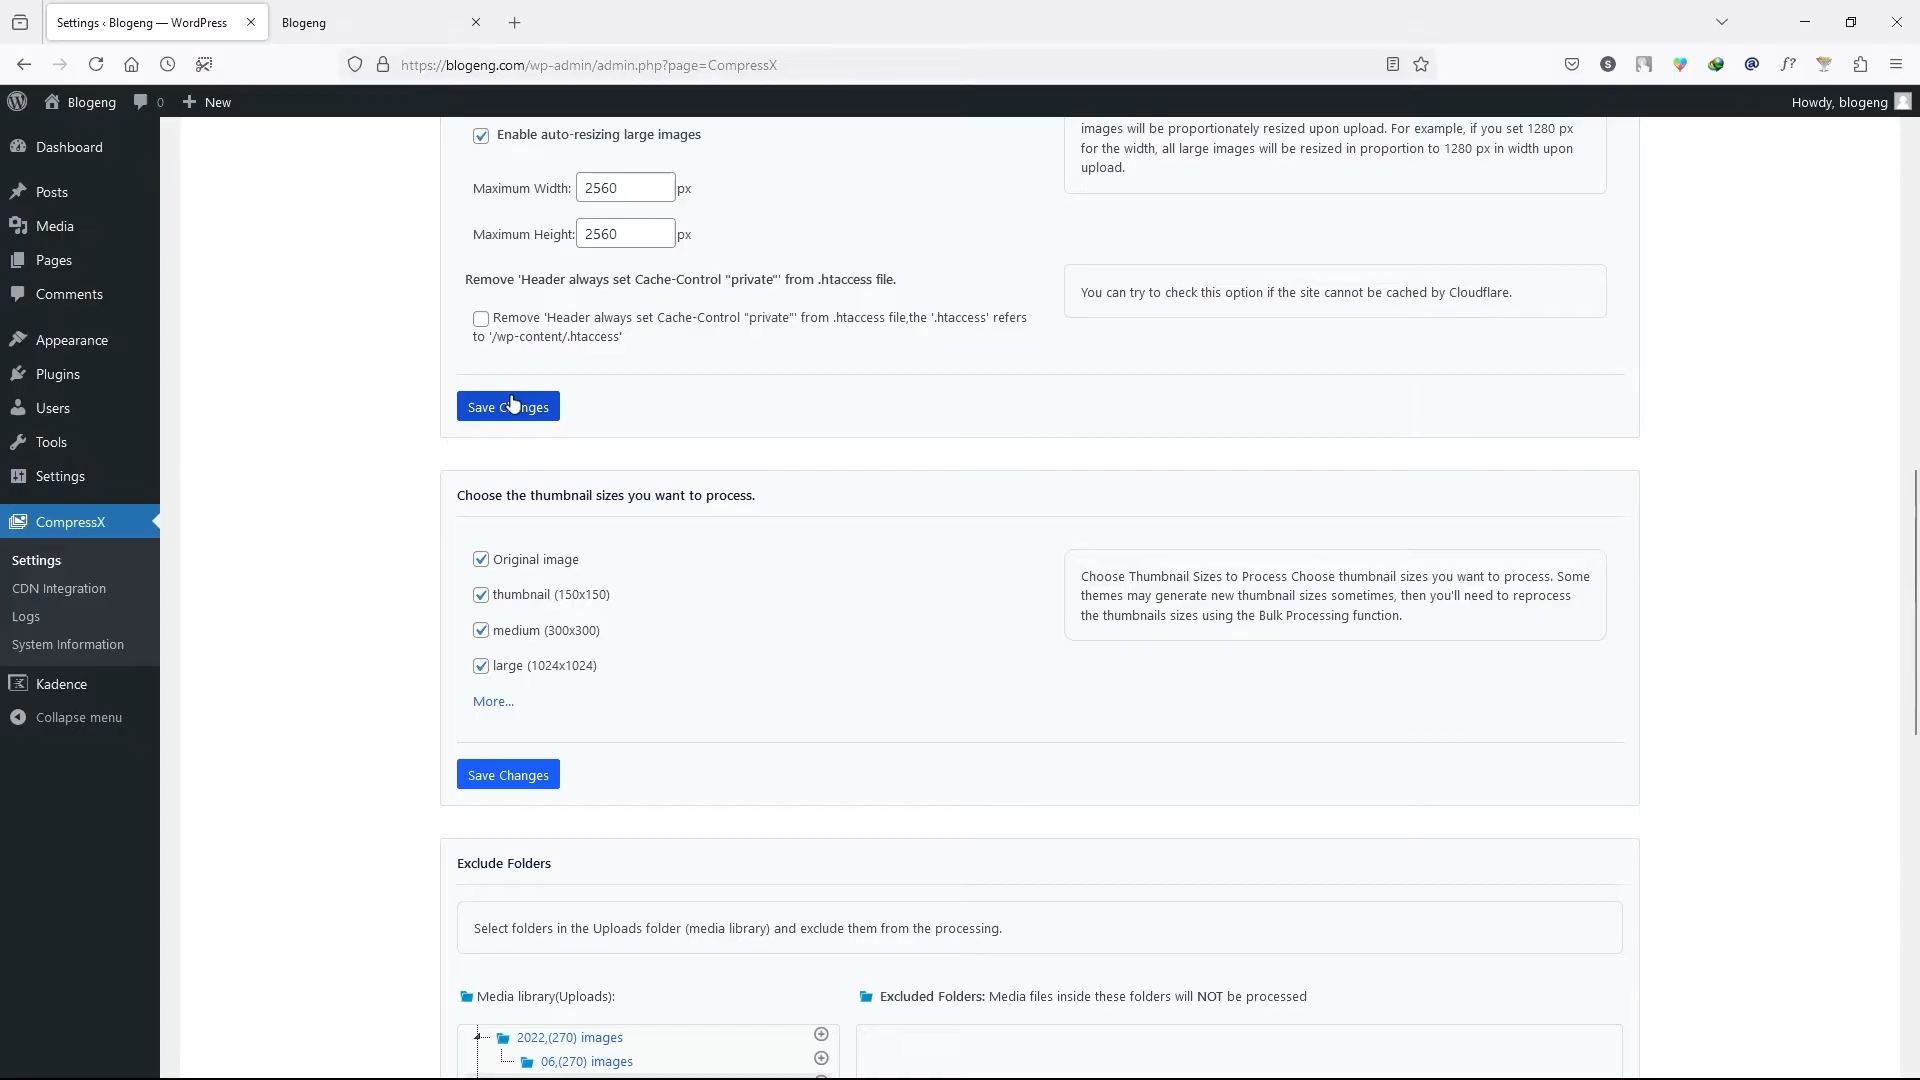 Settings ‹ Blogeng — WordPress
Blogeng
https://blogeng.com/wp-admin/admin.php?page=CompressX
Blogeng
0
New
Howdy, blogeng
Dashboard
Posts
Media
Pages
Comments
Appearance
Plugins
Users
Tools
Settings
CompressX
Settings
CDN Integration
Logs
System Information
Kadence
Collapse menu
Enable auto-resizing large images
Maximum Width: 2560 px
Maximum Height: 2560 px
images will be proportionately resized upon upload. For example, if you set 1280 px
for the width, all large images will be resized in proportion to 1280 px in width upon
upload.
Remove 'Header always set Cache-Control "private"' from .htaccess file.
Remove 'Header always set Cache-Control "private"' from .htaccess file,the '.htaccess' refers
to '/wp-content/.htaccess'
You can try to check this option if the site cannot be cached by Cloudflare.
Save Changes
Choose the thumbnail sizes you want to process.
Original image
thumbnail (150x150)
medium (300x300)
large (1024x1024)
More...
Choose Thumbnail Sizes to Process Choose thumbnail sizes you want to process. Some
themes may generate new thumbnail sizes sometimes, then you'll need to reprocess
the thumbnails sizes using the Bulk Processing function.
Save Changes
Exclude Folders
Select folders in the Uploads folder (media library) and exclude them from the processing.
Media library(Uploads):
2022,(270) images
06,(270) images
Excluded Folders: Media files inside these folders will NOT be processed